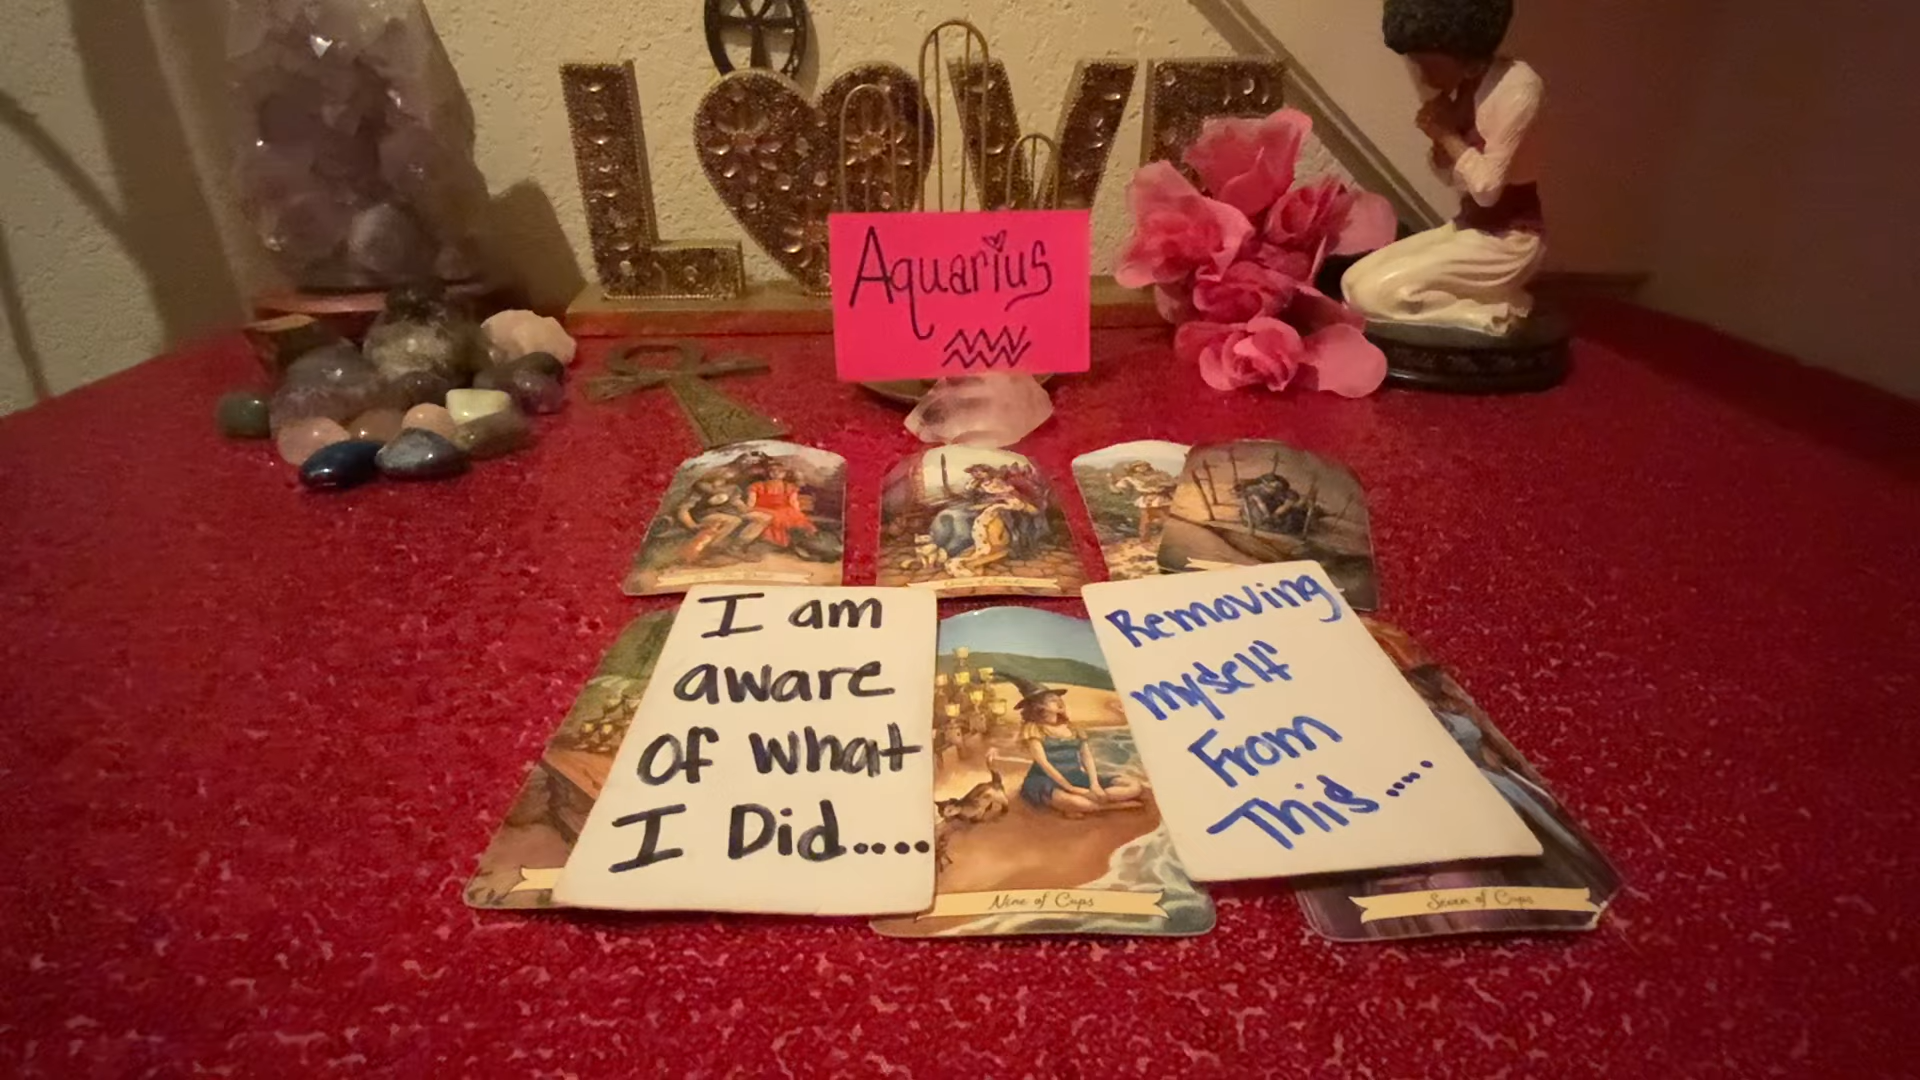 LOVE
Aquarius
I am
aware
Of What
I Did....
Removing
myself
From
This.....
Nine of Cups
Seven of Cups